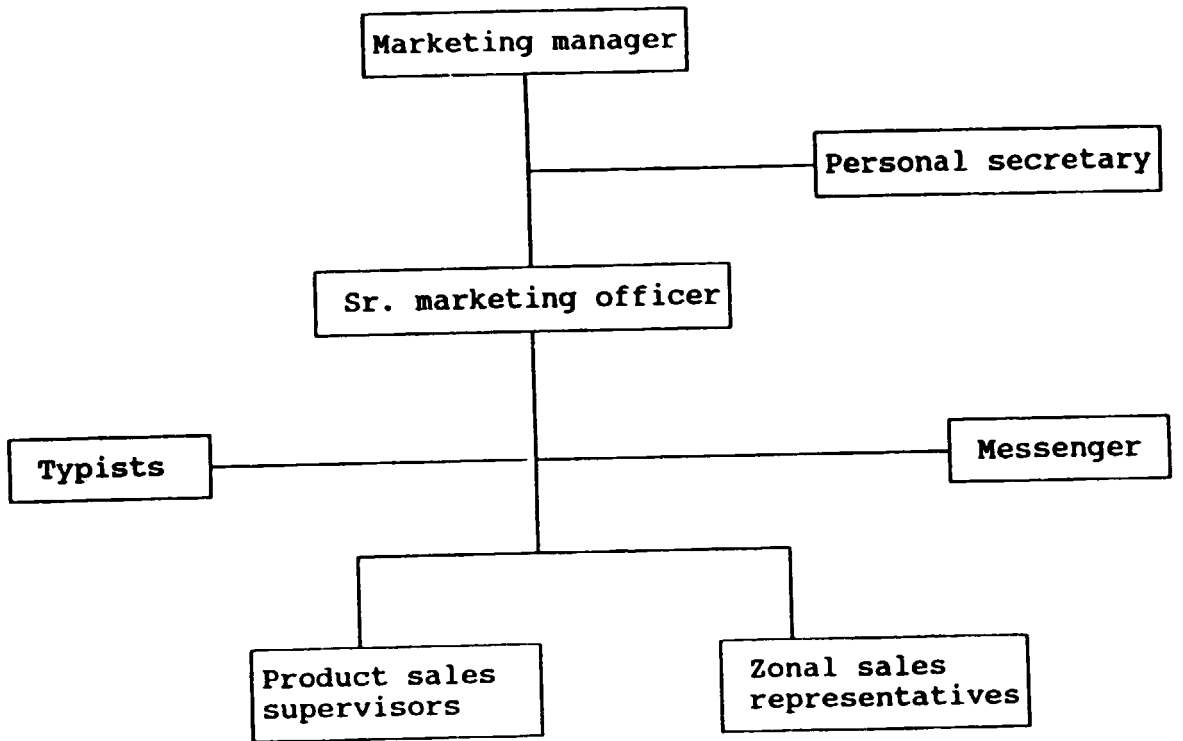 Marketing manager
Personal secretary
Sr. marketing officer
Typists
Messenger
Product sales
supervisors
Zonal sales
representatives